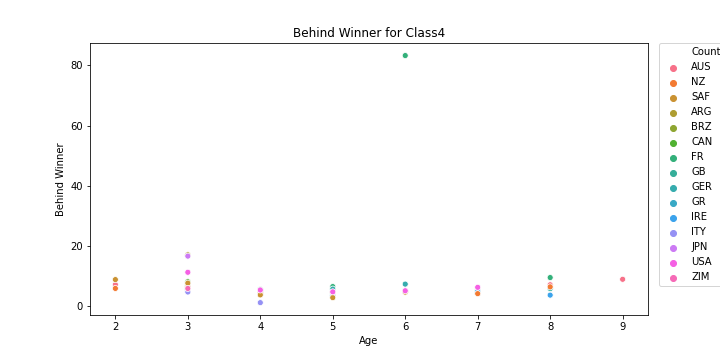 Behind Winner for Class4
Behind Winner
80
60
40
20
0
2 3 4 5 6 7 8 9
Age
Count
AUS
NZ
SAF
ARG
BRZ
CAN
FR
GB
GER
GR
IRE
ITY
JPN
USA
ZIM